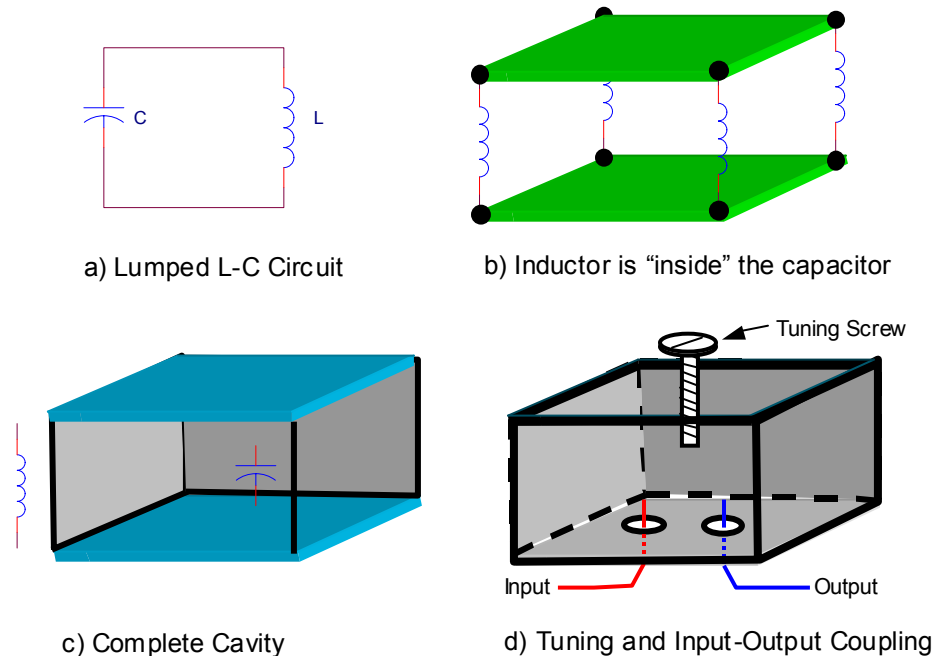 C
L
a) Lumped L-C Circuit
b) Inductor is “inside” the capacitor
Tuning Screw
Input
Output
c) Complete Cavity
d) Tuning and Input-Output Coupling